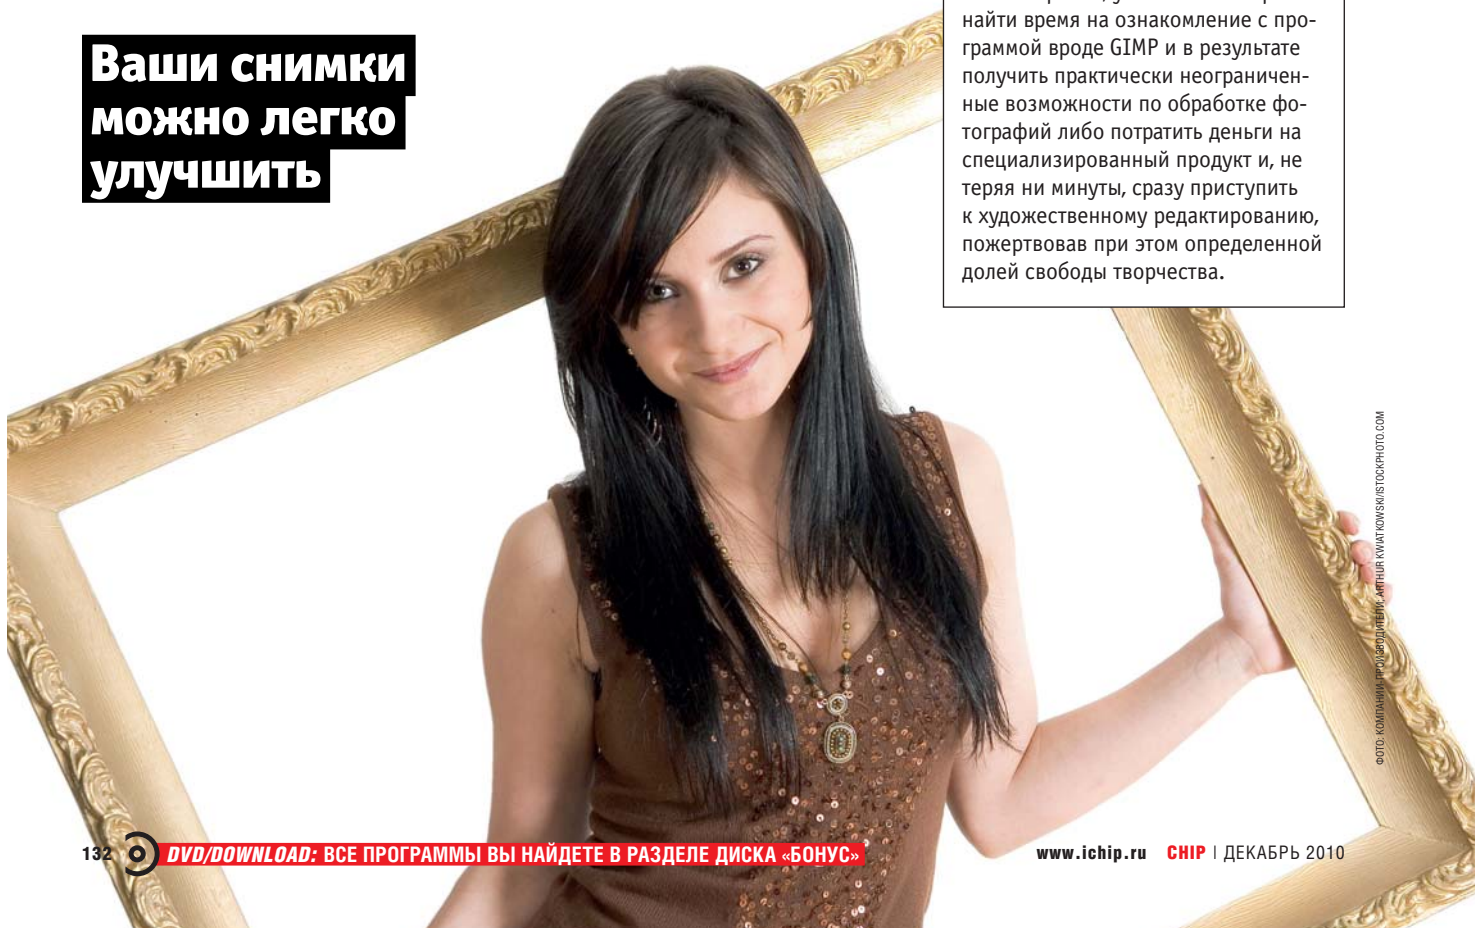 Ваши снимки
можно легко
улучшить
найти время на ознакомление с про-
граммой вроде GIMP и в результате
получить практически неограничен-
ные возможности по обработке фо-
тографий либо потратить деньги на
специализированный продукт и, не
теряя ни минуты, сразу приступить
к художественному редактированию,
пожертвовав при этом определенной
долей свободы творчества.
ФОТО: КОМПАНИИ-ПРОИЗВОДИТЕЛИ; ARTHUR KWIATKOWSKI/ISTOCKPHOTO.COM
132 DVD/DOWNLOAD: ВСЕ ПРОГРАММЫ ВЫ НАЙДЕТЕ В РАЗДЕЛЕ ДИСКА «БОНУС»
www.ichip.ru CHIP | ДЕКАБРЬ 2010